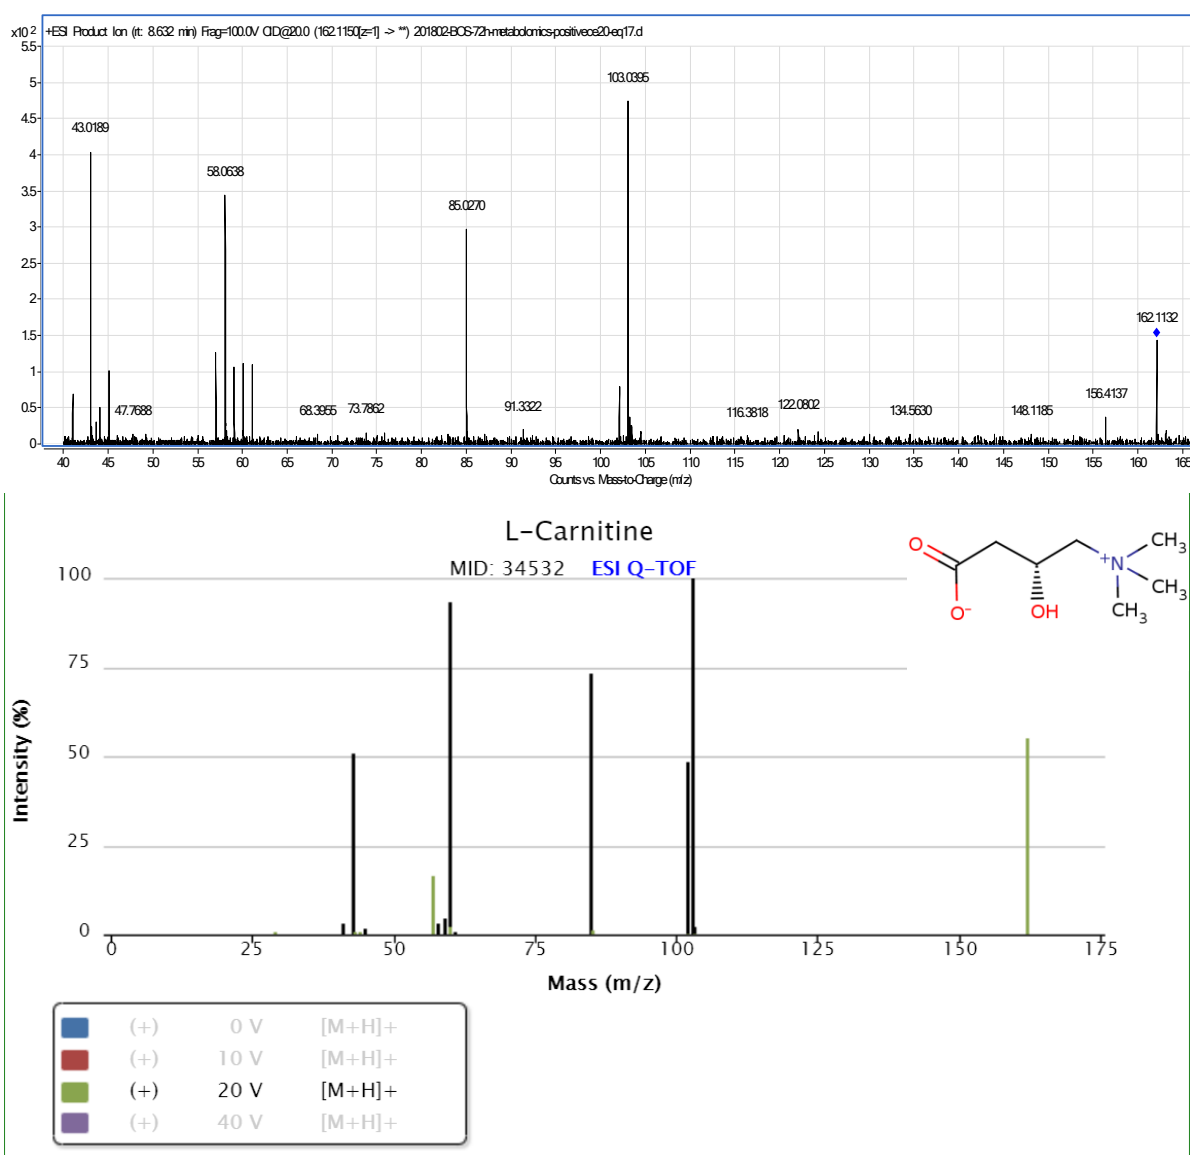 x10 2 +ESI Product Ion (rt: 8.632 min) Frag=100.0V CID@20.0 (162.1150[z=1] -> **) 201802-BOS-72h-metabolomics-positivece20-eq17.d
5.5
5
4.5
4
3.5
3
2.5
2
1.5
1
0.5
0
43.0189
47.7688
58.0638
68.3955
73.7862
85.0270
91.3322
103.0395
116.3818
122.0802
134.5630
148.1185
156.4137
162.1132
40 45 50 55 60 65 70 75 80 85 90 95 100 105 110 115 120 125 130 135 140 145 150 155 160 165
Counts vs. Mass-to-Charge (m/z)
L-Carnitine
MID: 34532 ESI Q-TOF
O
O-
OH
+N
CH3
CH3
CH3
Intensity (%)
100
75
50
25
0
0 25 50 75 100 125 150 175
Mass (m/z)
(+) 0 V [M+H]+
(+) 10 V [M+H]+
(+) 20 V [M+H]+
(+) 40 V [M+H]+